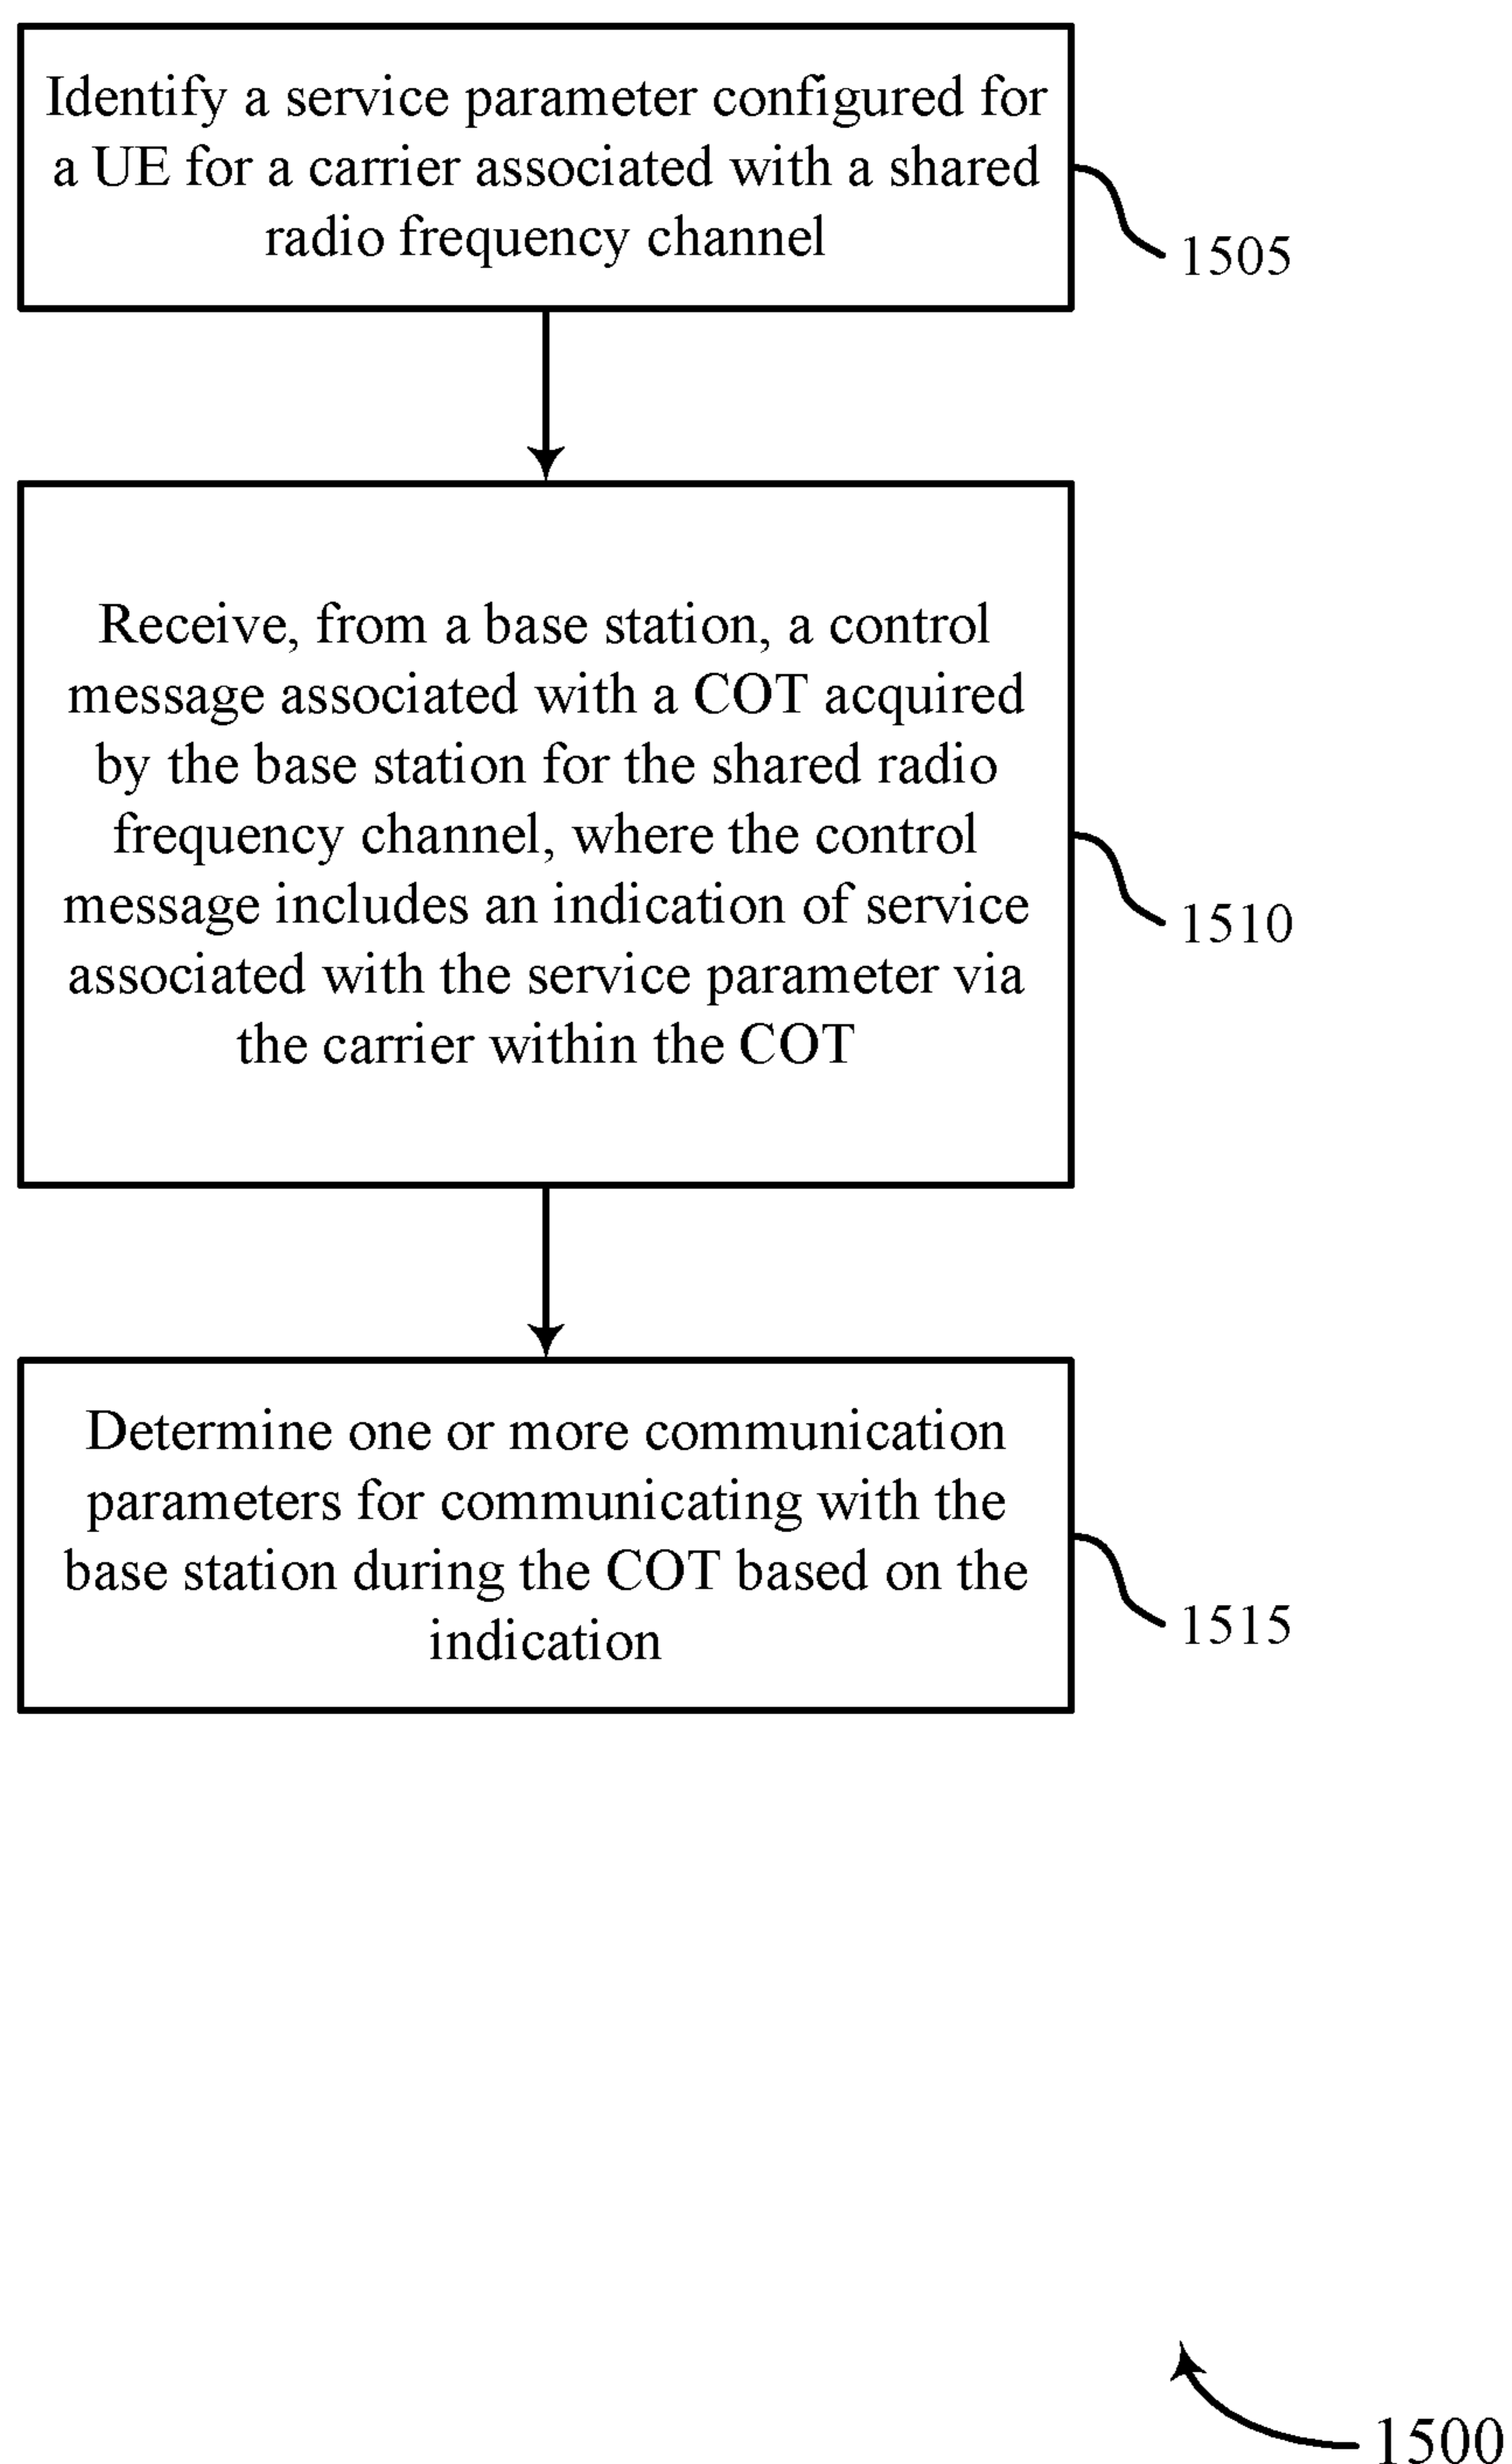 Identify a service parameter configured for
a UE for a carrier associated with a shared
radio frequency channel
1505
Receive, from a base station, a control
message associated with a COT acquired
by the base station for the shared radio
frequency channel, where the control
message includes an indication of service
associated with the service parameter via
the carrier within the COT
1510
Determine one or more communication
parameters for communicating with the
base station during the COT based on the
indication
1515
1500